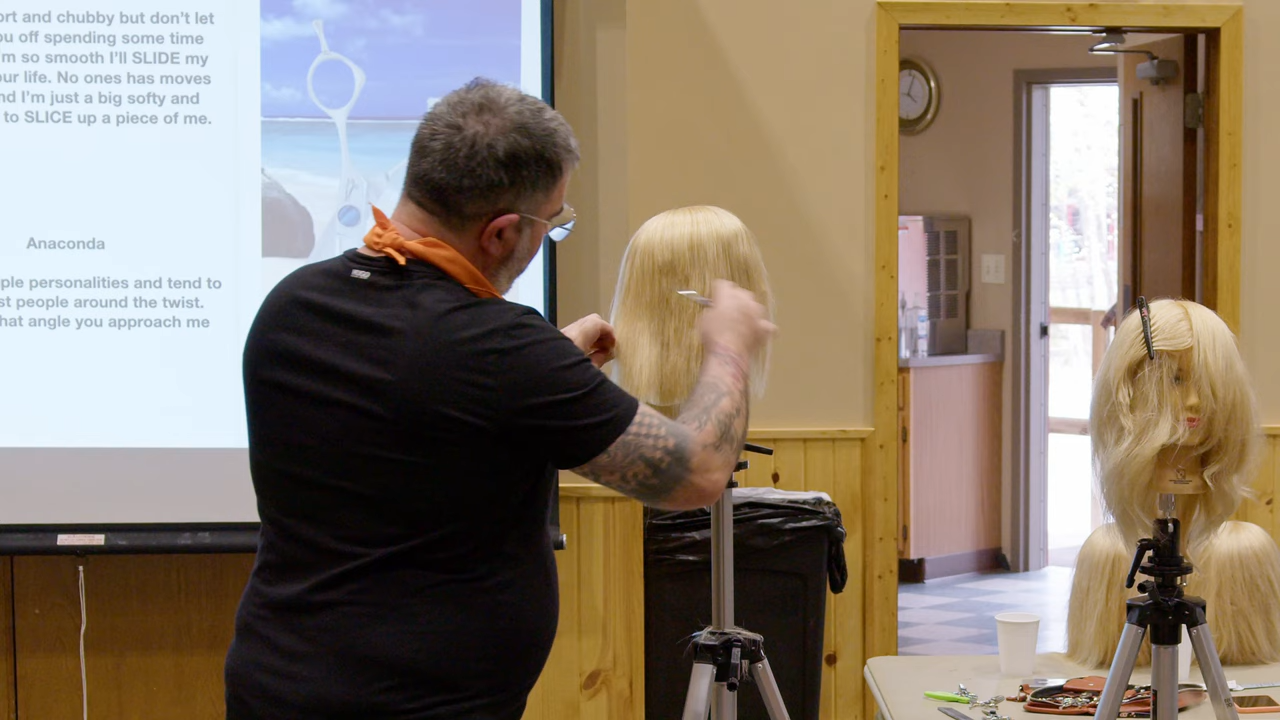 ort and chubby but don't let
ou off spending some time
'm so smooth I'll SLIDE my
our life. No ones has moves
nd I'm just a big softy and
to SLICE up a piece of me.
Anaconda
ple personalities and tend to
st people around the twist.
hat angle you approach me